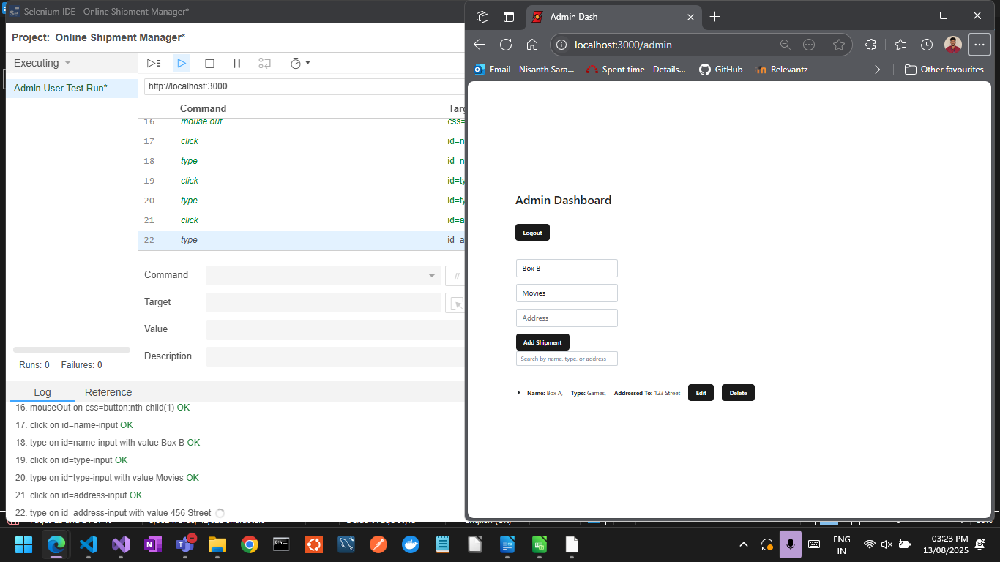 Selenium IDE - Online Shipment Manager*
Project: Online Shipment Manager*
Executing
Admin User Test Run*
http://localhost:3000
Command
16 mouse out css=
17 click id=n
18 type id=n
19 click id=ty
20 type id=ty
21 click id=a
22 type id=a
Command
//
Target
Value
Description
Runs: 0 Failures: 0
Log Reference
16. mouseOut on css=button:nth-child(1) OK
17. click on id=name-input OK
18. type on id=name-input with value Box B OK
19. click on id=type-input OK
20. type on id=type-input with value Movies OK
21. click on id=address-input OK
22. type on id=address-input with value 456 Street
Admin Dash
localhost:3000/admin
Email - Nisanth Sara...
Spent time - Details...
GitHub
Relevantz
Other favourites
Admin Dashboard
Logout
Box B
Movies
Address
Add Shipment
Search by name, type, or address
Name: Box A, Type: Games, Addressed To: 123 Street Edit Delete
ENG
IN
03:23 PM
13/08/2025